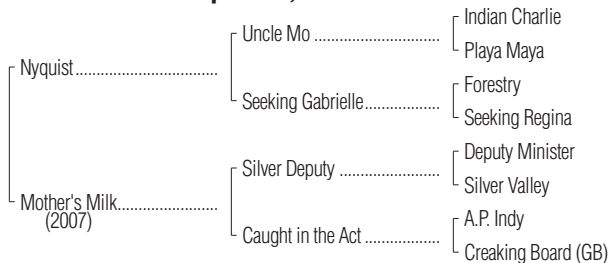 Indian Charlie
Uncle Mo ................................
Playa Maya
Nyquist ....................................
Forestry
Seeking Gabrielle...................
Seeking Regina
Deputy Minister
Silver Deputy .........................
Silver Valley
Mother's Milk.........................
(2007)
A.P. Indy
Caught in the Act ...................
Creaking Board (GB)